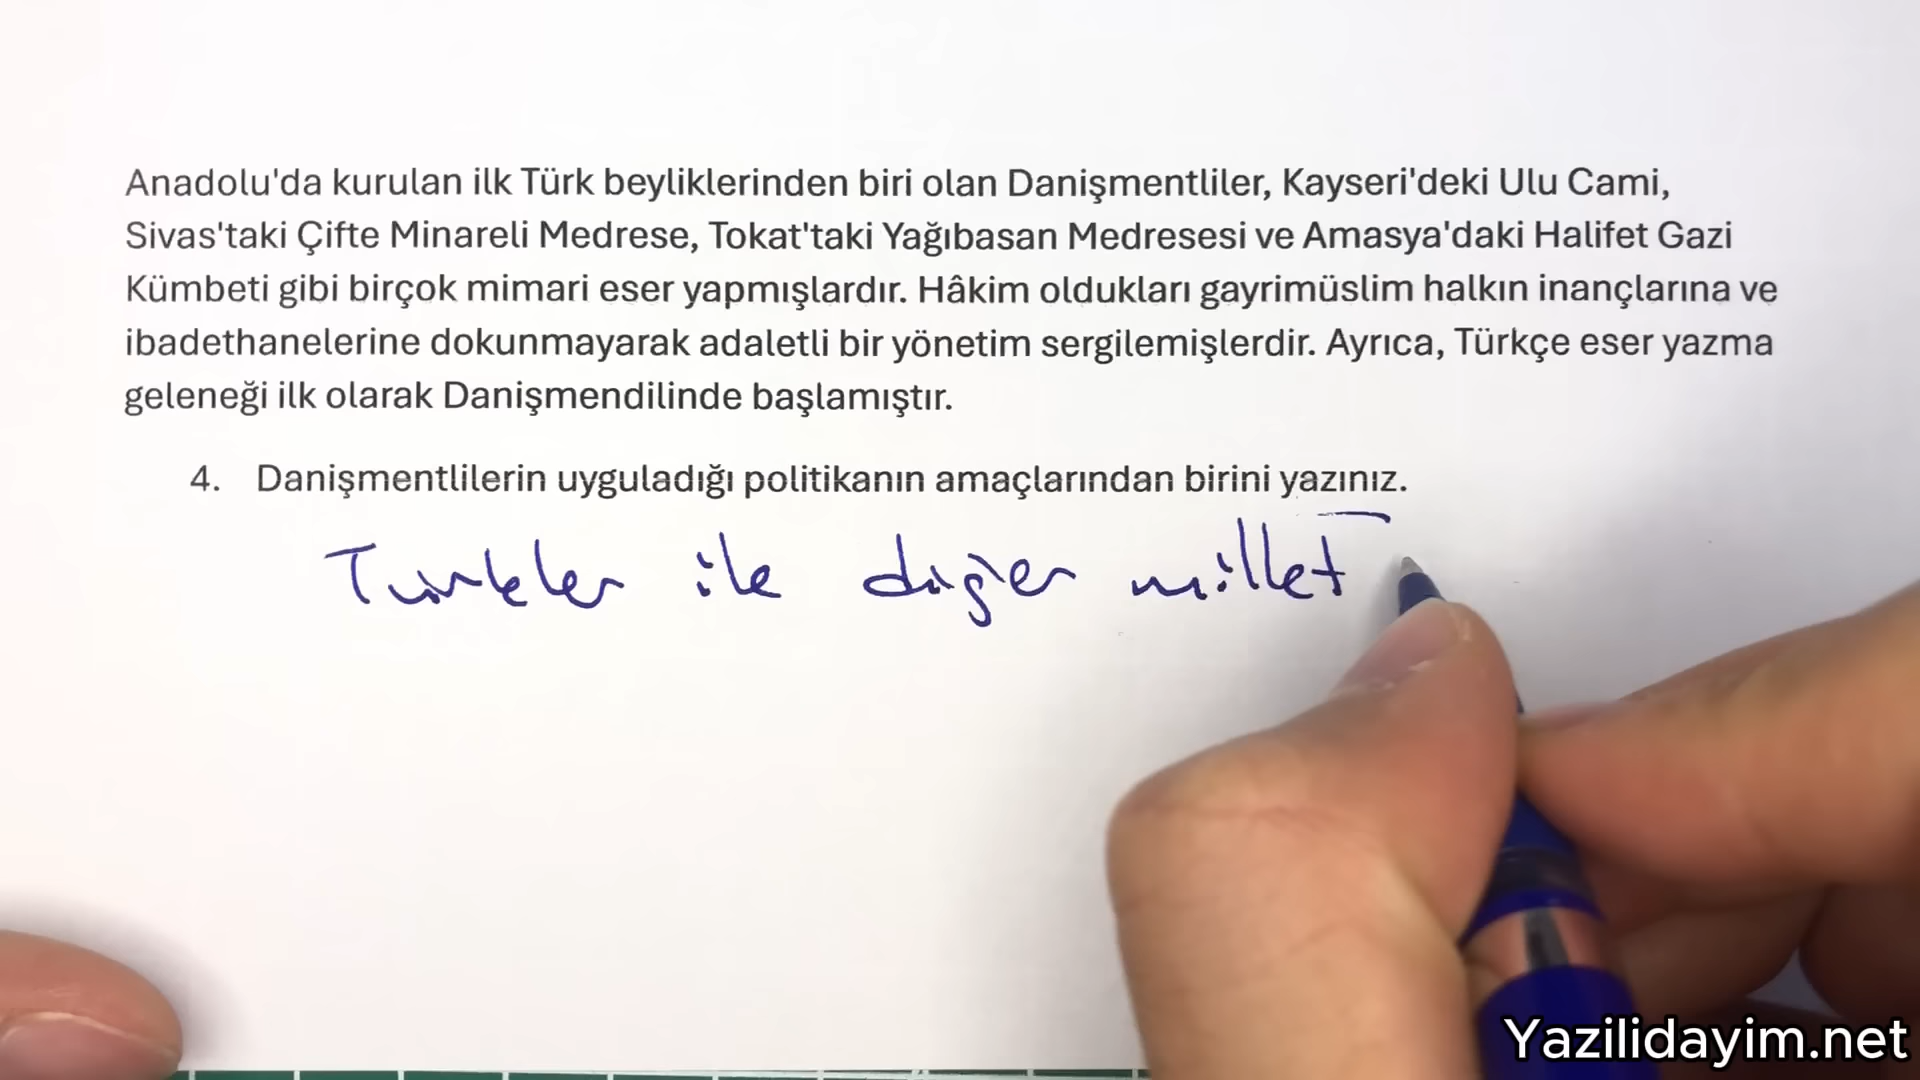 Anadolu'da kurulan ilk Türk beyliklerinden biri olan Danişmentliler, Kayseri'deki Ulu Cami,
Sivas'taki Çifte Minareli Medrese, Tokat'taki Yağıbasan Medresesi ve Amasya'daki Halifet Gazi
Kümbeti gibi birçok mimari eser yapmışlardır. Hâkim oldukları gayrimüslim halkın inançlarına ve
ibadethanelerine dokunmayarak adaletli bir yönetim sergilemişlerdir. Ayrıca, Türkçe eser yazma
geleneği ilk olarak Danişmendilinde başlamıştır.
4. Danişmentlilerin uyguladığı politikanın amaçlarından birini yazınız.
Türkler ile diğer millet
Yazilidayim.net